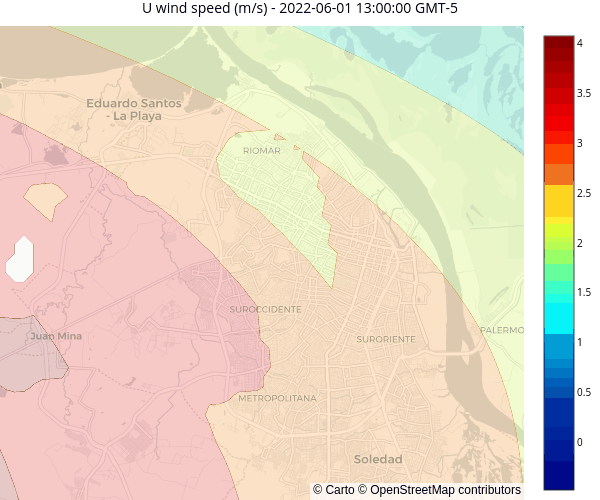 U wind speed (m/s) - 2022-06-01 13:00:00 GMT-5
4
3.5
3
2.5
2
1.5
1
0.5
0
Eduardo Santos
- La Playa
RIOMAR
SUROCCIDENTE
PALERMO
Juan Mina
SURORIENTE
METROPOLITANA
Soledad
© Carto © OpenStreetMap contributors